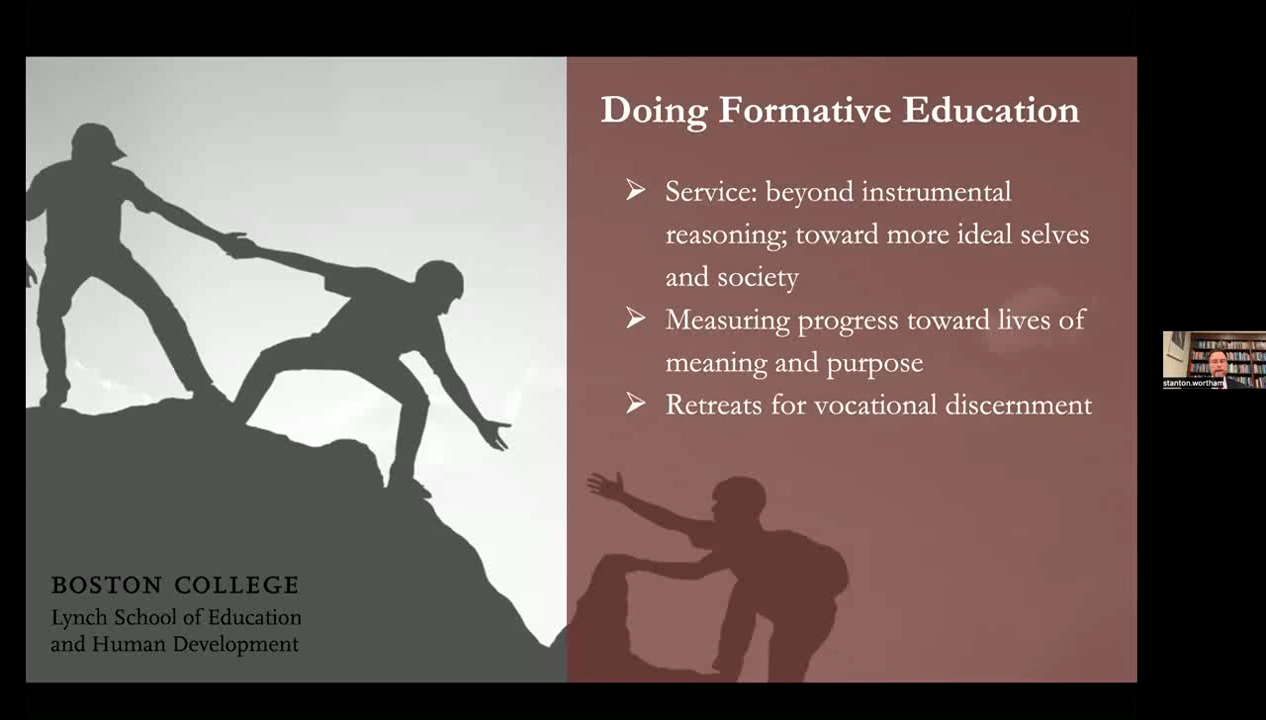 Doing Formative Education
➢ Service: beyond instrumental
reasoning; toward more ideal selves
and society
➢ Measuring progress toward lives of
meaning and purpose
➢ Retreats for vocational discernment
BOSTON COLLEGE
Lynch School of Education
and Human Development
stanton.wortham